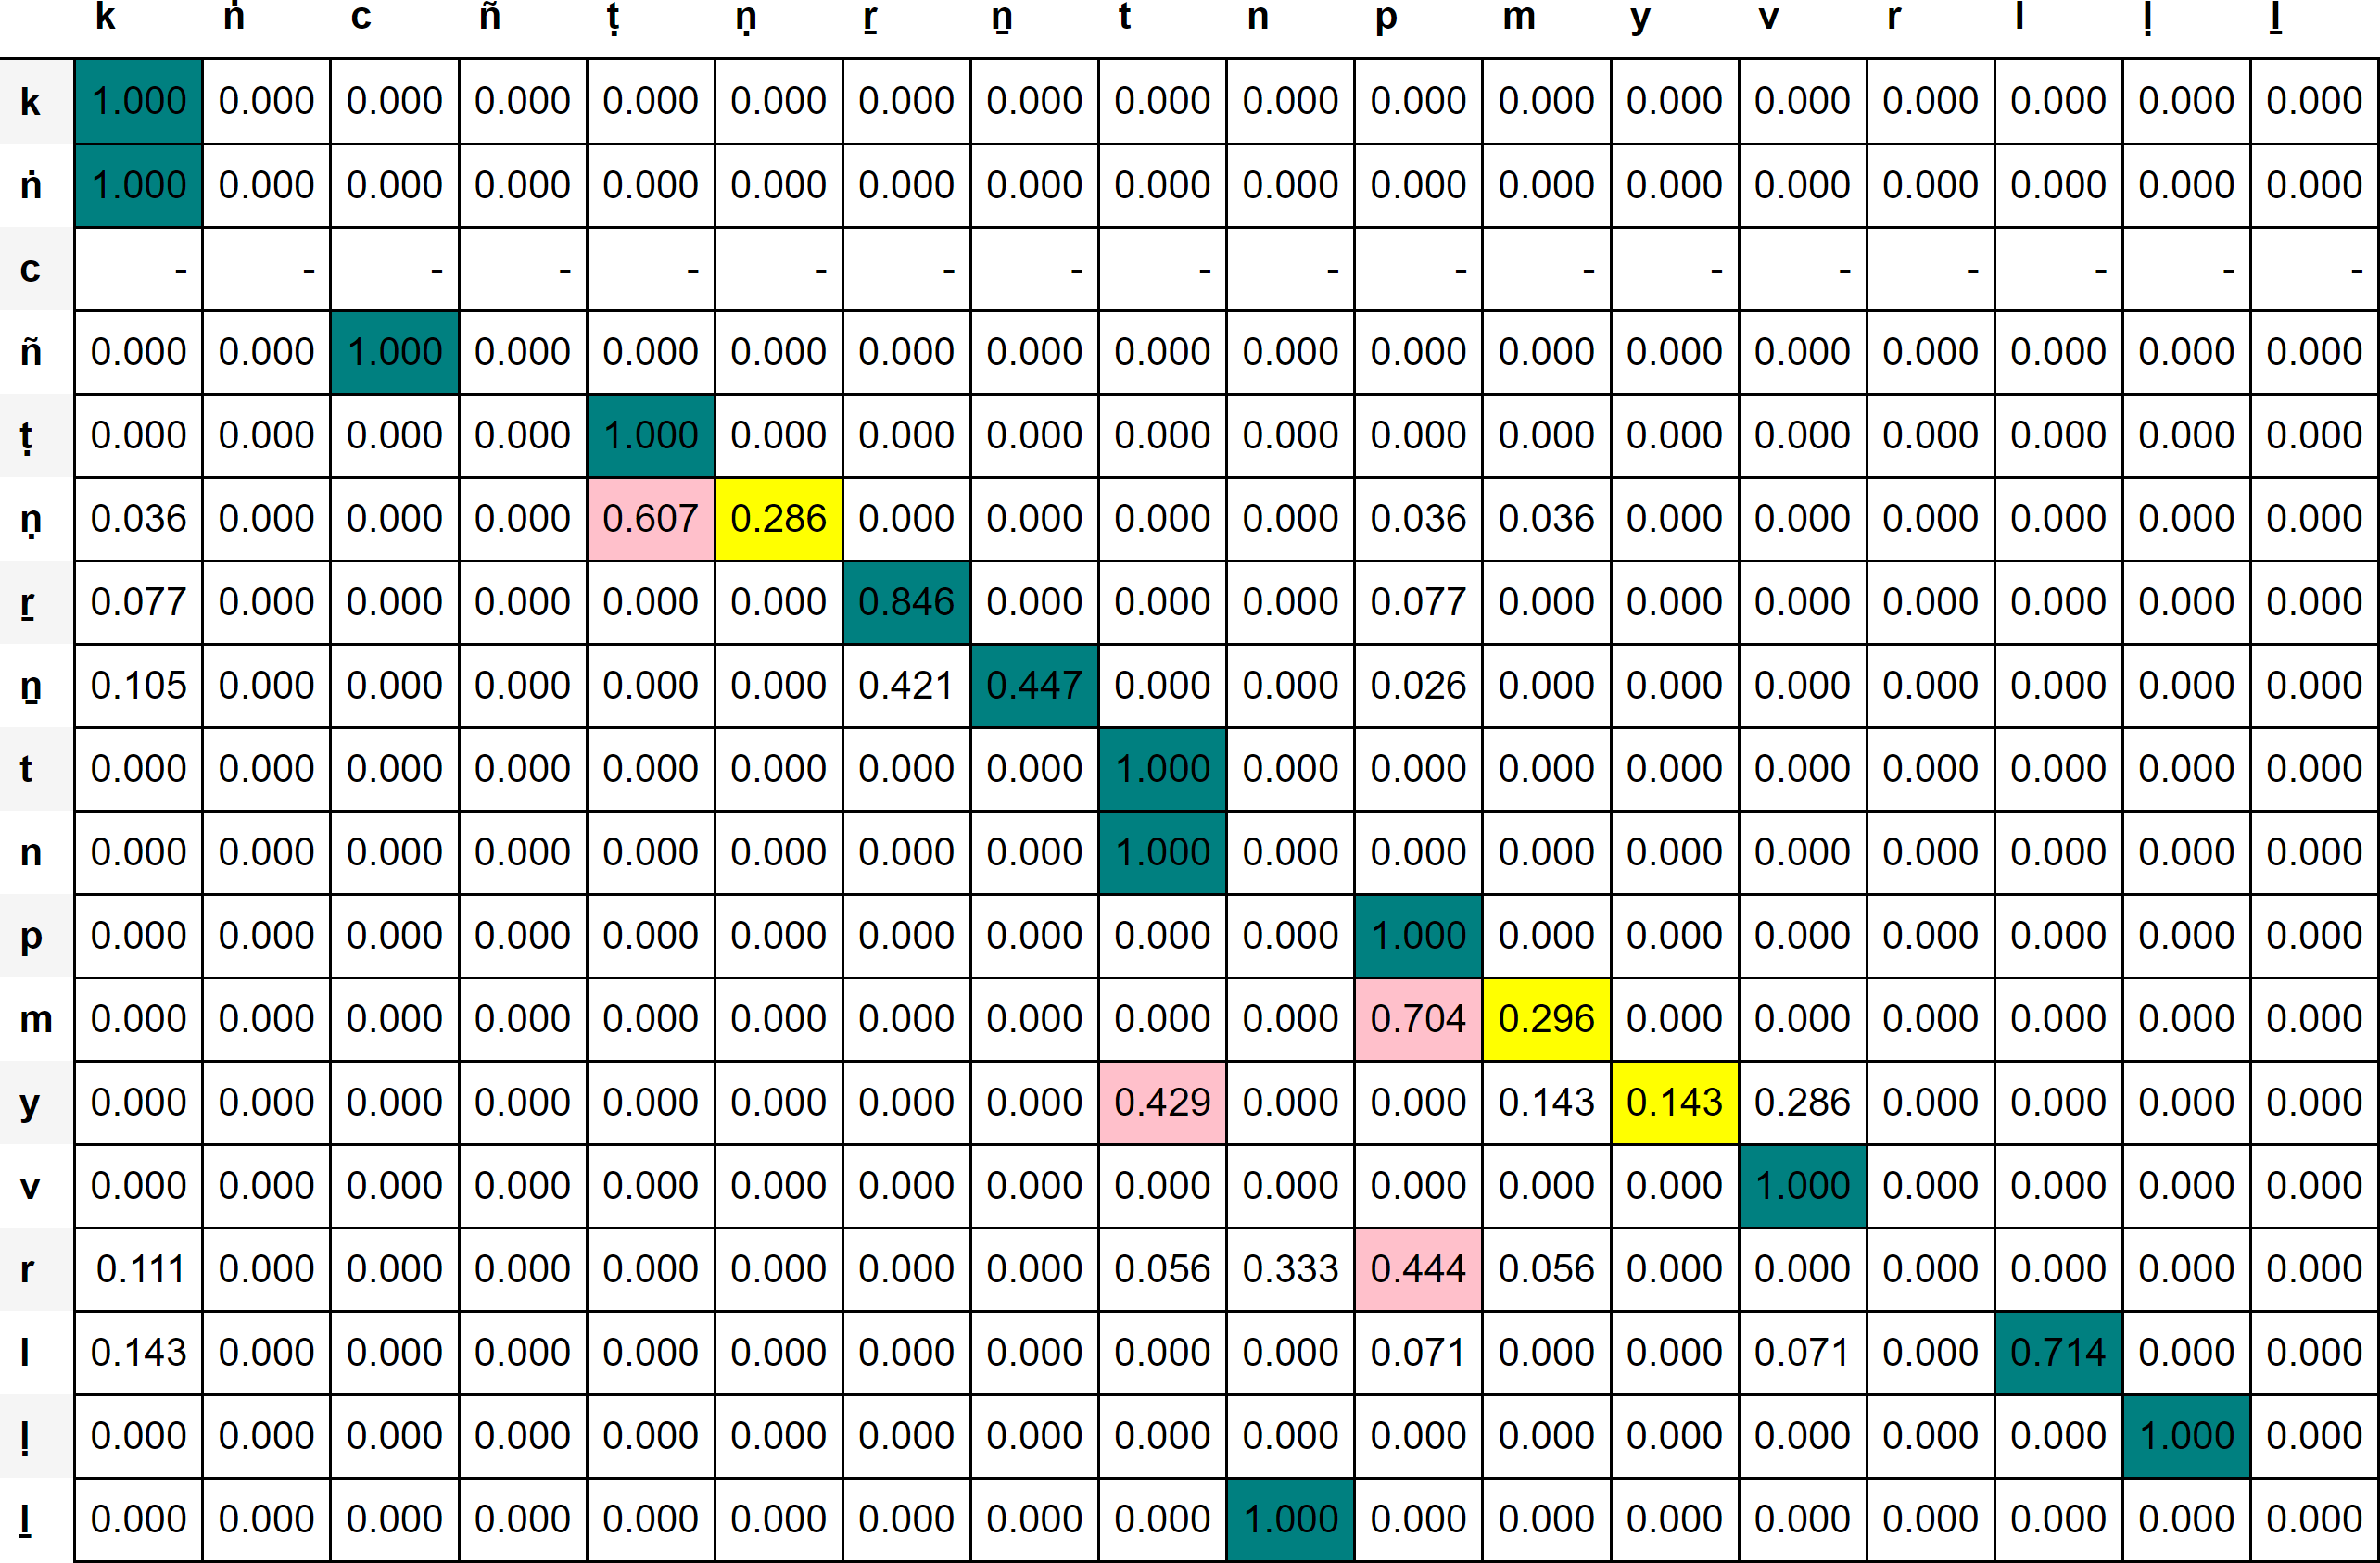 k ṅ c ñ ṭ ṇ ṟ ṉ t n p m y v r l ḷ ḻ
k 1.000 0.000 0.000 0.000 0.000 0.000 0.000 0.000 0.000 0.000 0.000 0.000 0.000 0.000 0.000 0.000 0.000 0.000
ṅ 1.000 0.000 0.000 0.000 0.000 0.000 0.000 0.000 0.000 0.000 0.000 0.000 0.000 0.000 0.000 0.000 0.000 0.000
c - - - - - - - - - - - - - - - - - -
ñ 0.000 0.000 1.000 0.000 0.000 0.000 0.000 0.000 0.000 0.000 0.000 0.000 0.000 0.000 0.000 0.000 0.000 0.000
ṭ 0.000 0.000 0.000 0.000 1.000 0.000 0.000 0.000 0.000 0.000 0.000 0.000 0.000 0.000 0.000 0.000 0.000 0.000
ṇ 0.036 0.000 0.000 0.000 0.607 0.286 0.000 0.000 0.000 0.000 0.036 0.036 0.000 0.000 0.000 0.000 0.000 0.000
ṟ 0.077 0.000 0.000 0.000 0.000 0.000 0.846 0.000 0.000 0.000 0.077 0.000 0.000 0.000 0.000 0.000 0.000 0.000
ṉ 0.105 0.000 0.000 0.000 0.000 0.000 0.421 0.447 0.000 0.000 0.026 0.000 0.000 0.000 0.000 0.000 0.000 0.000
t 0.000 0.000 0.000 0.000 0.000 0.000 0.000 0.000 1.000 0.000 0.000 0.000 0.000 0.000 0.000 0.000 0.000 0.000
n 0.000 0.000 0.000 0.000 0.000 0.000 0.000 0.000 1.000 0.000 0.000 0.000 0.000 0.000 0.000 0.000 0.000 0.000
p 0.000 0.000 0.000 0.000 0.000 0.000 0.000 0.000 0.000 0.000 1.000 0.000 0.000 0.000 0.000 0.000 0.000 0.000
m 0.000 0.000 0.000 0.000 0.000 0.000 0.000 0.000 0.000 0.000 0.704 0.296 0.000 0.000 0.000 0.000 0.000 0.000
y 0.000 0.000 0.000 0.000 0.000 0.000 0.000 0.000 0.429 0.000 0.000 0.143 0.143 0.286 0.000 0.000 0.000 0.000
v 0.000 0.000 0.000 0.000 0.000 0.000 0.000 0.000 0.000 0.000 0.000 0.000 0.000 1.000 0.000 0.000 0.000 0.000
r 0.111 0.000 0.000 0.000 0.000 0.000 0.000 0.000 0.056 0.333 0.444 0.056 0.000 0.000 0.000 0.000 0.000 0.000
l 0.143 0.000 0.000 0.000 0.000 0.000 0.000 0.000 0.000 0.000 0.071 0.000 0.000 0.071 0.000 0.714 0.000 0.000
ḷ 0.000 0.000 0.000 0.000 0.000 0.000 0.000 0.000 0.000 0.000 0.000 0.000 0.000 0.000 0.000 0.000 1.000 0.000
ḻ 0.000 0.000 0.000 0.000 0.000 0.000 0.000 0.000 0.000 1.000 0.000 0.000 0.000 0.000 0.000 0.000 0.000 0.000